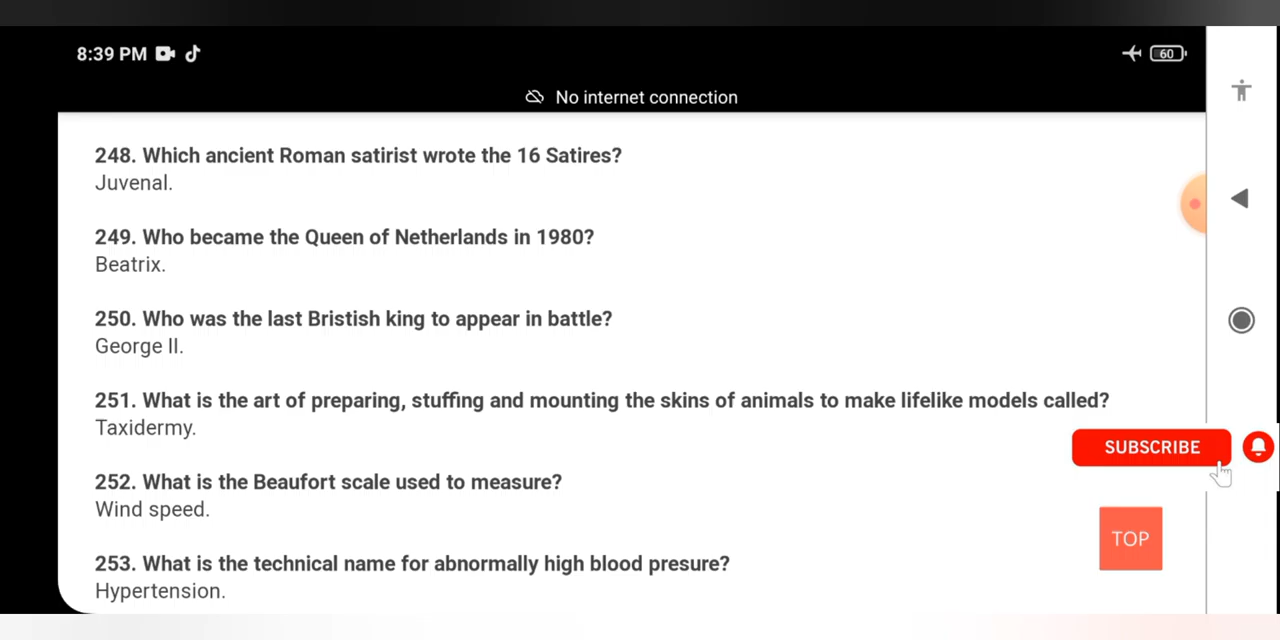 8:39 PM
60
No internet connection
248. Which ancient Roman satirist wrote the 16 Satires?
Juvenal.
249. Who became the Queen of Netherlands in 1980?
Beatrix.
250. Who was the last Bristish king to appear in battle?
George II.
251. What is the art of preparing, stuffing and mounting the skins of animals to make lifelike models called?
Taxidermy.
SUBSCRIBE
252. What is the Beaufort scale used to measure?
Wind speed.
TOP
253. What is the technical name for abnormally high blood presure?
Hypertension.